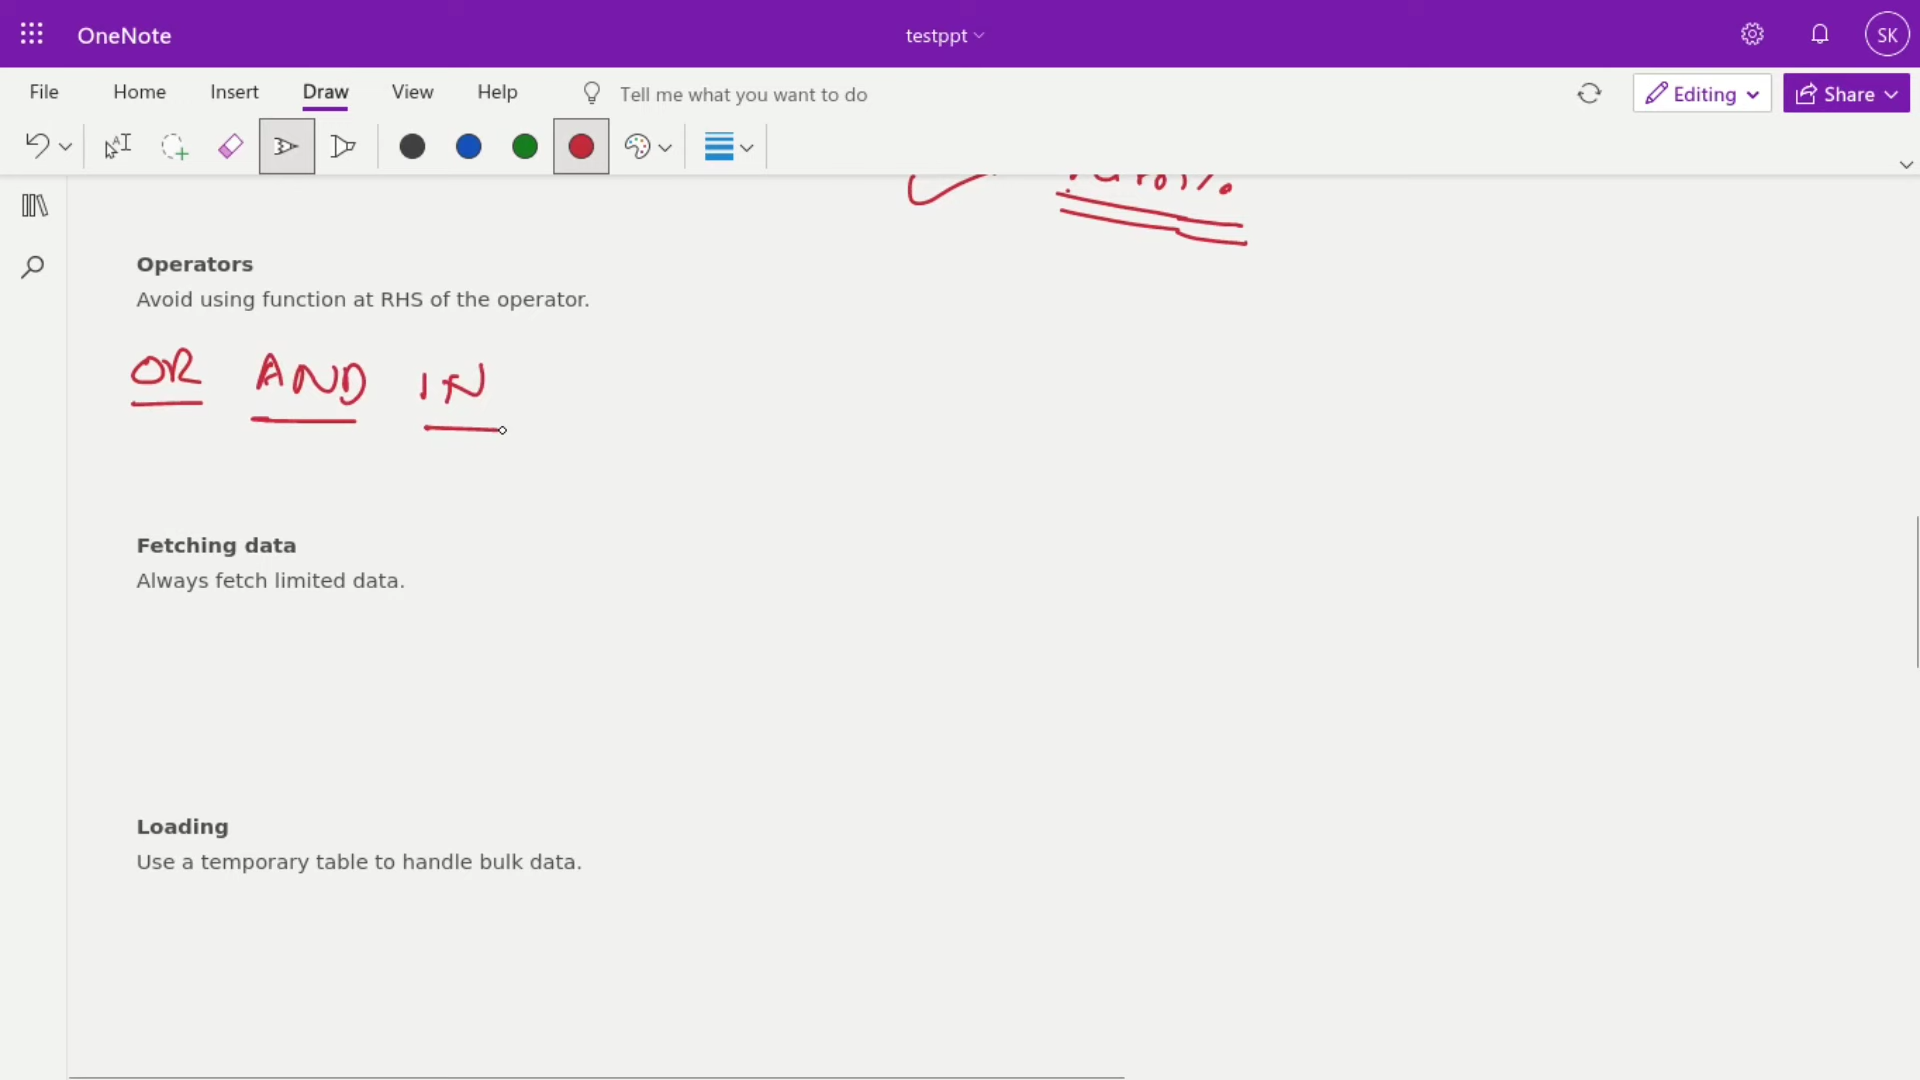 OneNote
testppt
SK
File Home Insert Draw View Help Tell me what you want to do Editing Share
Operators
Avoid using function at RHS of the operator.
OR AND IN
Fetching data
Always fetch limited data.
Loading
Use a temporary table to handle bulk data.